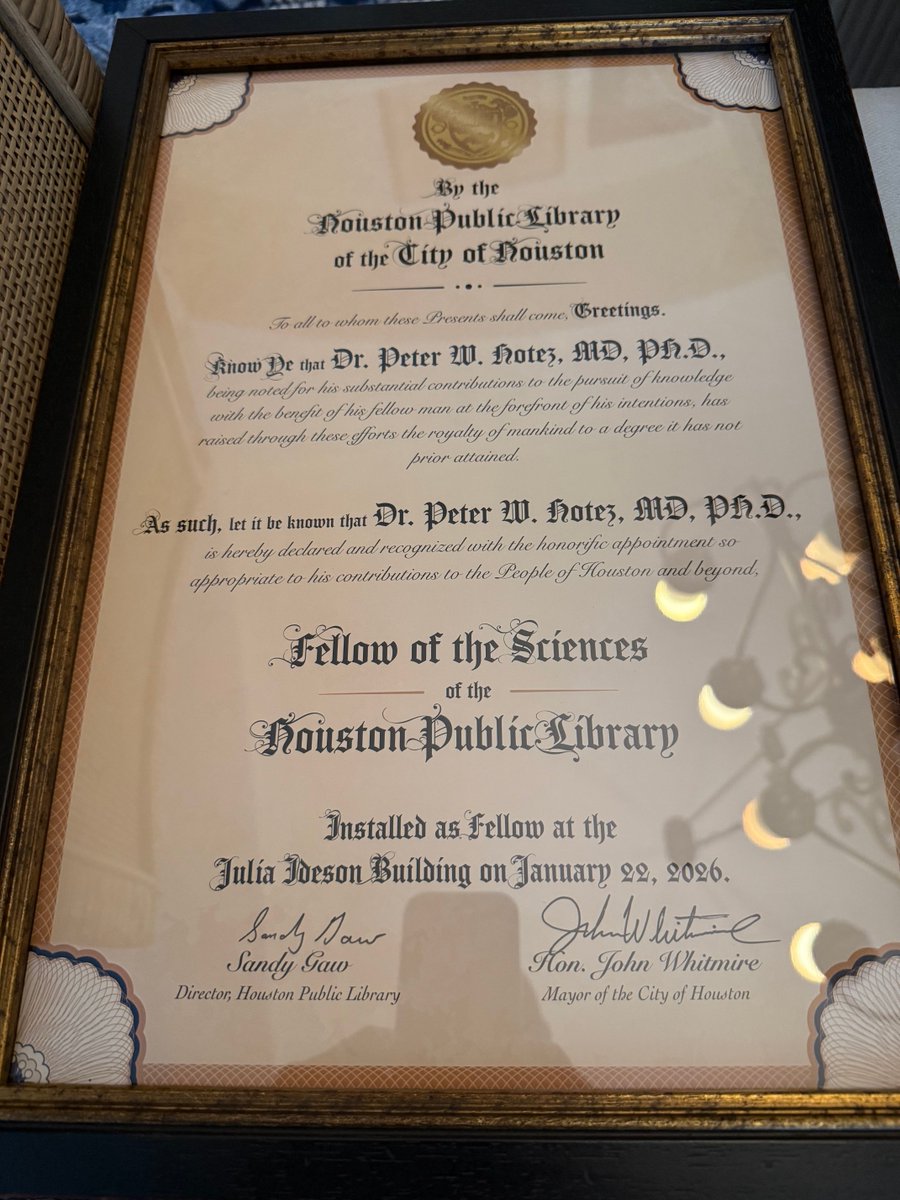 By the
Houston Public Library
of the City of Houston
To all to whom these Presents shall come, Greetings.
Know Ye that Dr. Peter W. Hotez, MD, PH.D.,
being noted for his substantial contributions to the pursuit of knowledge
with the benefit of his fellow man at the forefront of his intentions, has
raised through these efforts the royalty of mankind to a degree it has not
prior attained.
As such, let it be known that Dr. Peter W. Hotez, MD, PH.D.,
is hereby declared and recognized with the honorific appointment so
appropriate to his contributions to the People of Houston and beyond,
Fellow of the Sciences
of the
Houston Public Library
Installed as Fellow at the
Julia Ideson Building on January 22, 2026.
Sandy Gaw John Whitmire
Sandy Gaw Hon. John Whitmire
Director, Houston Public Library Mayor of the City of Houston